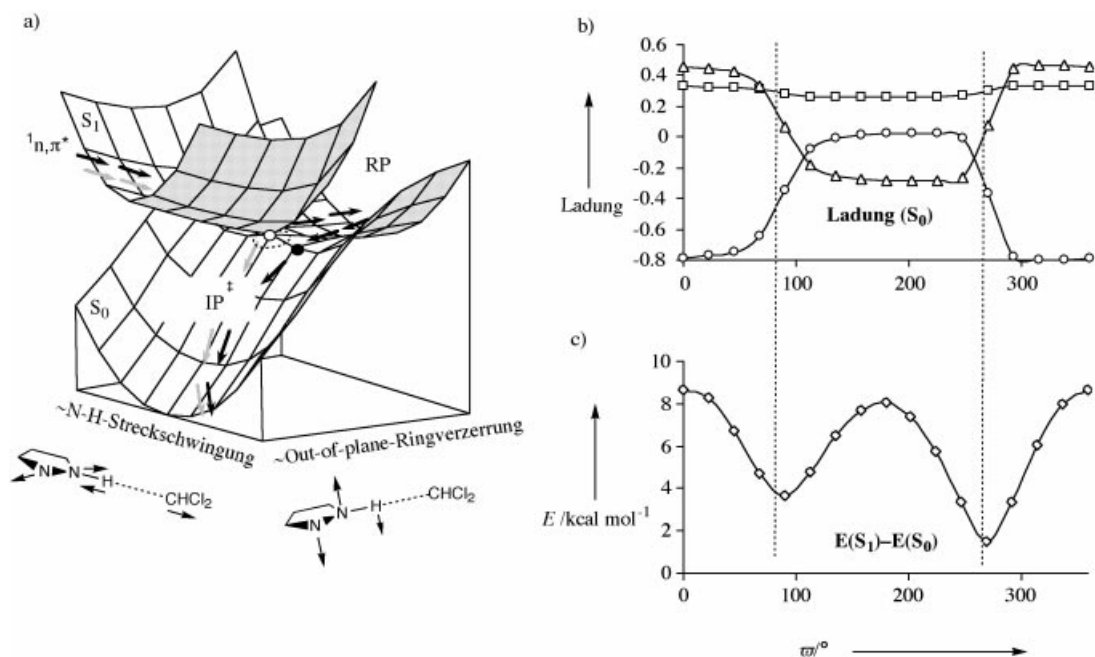 a)
S1
¹n,π*
RP
IP‡
S0
~N-H-Streckschwingung
~Out-of-plane-Ringverzerrung
N
N
H
CHCl2
N
N
H
CHCl2
b)
0.6
0.4
0.2
0
-0.2
-0.4
-0.6
-0.8
Ladung
Ladung (S0)
0
100
200
300
c)
10
8
6
4
2
0
E /kcal mol⁻¹
E(S1)–E(S0)
0
100
200
300
ϖ/°